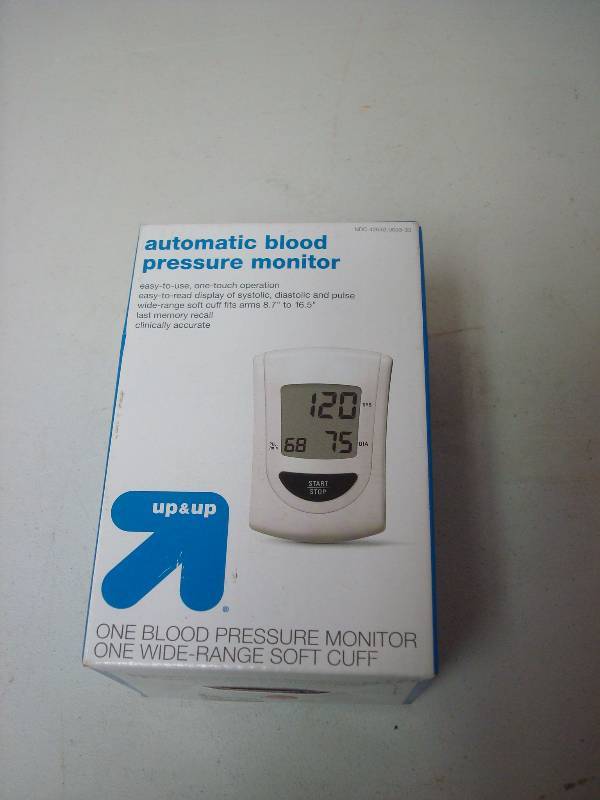 automatic blood
pressure monitor
easy-to-use, one-touch operation
easy-to-read display of systolic, diastolic and pulse
wide-range soft cuff fits arms 8.7" to 16.5"
last memory recall
clinically accurate
120 SYS
68 75 DIA
START
STOP
up&up
ONE BLOOD PRESSURE MONITOR
ONE WIDE-RANGE SOFT CUFF